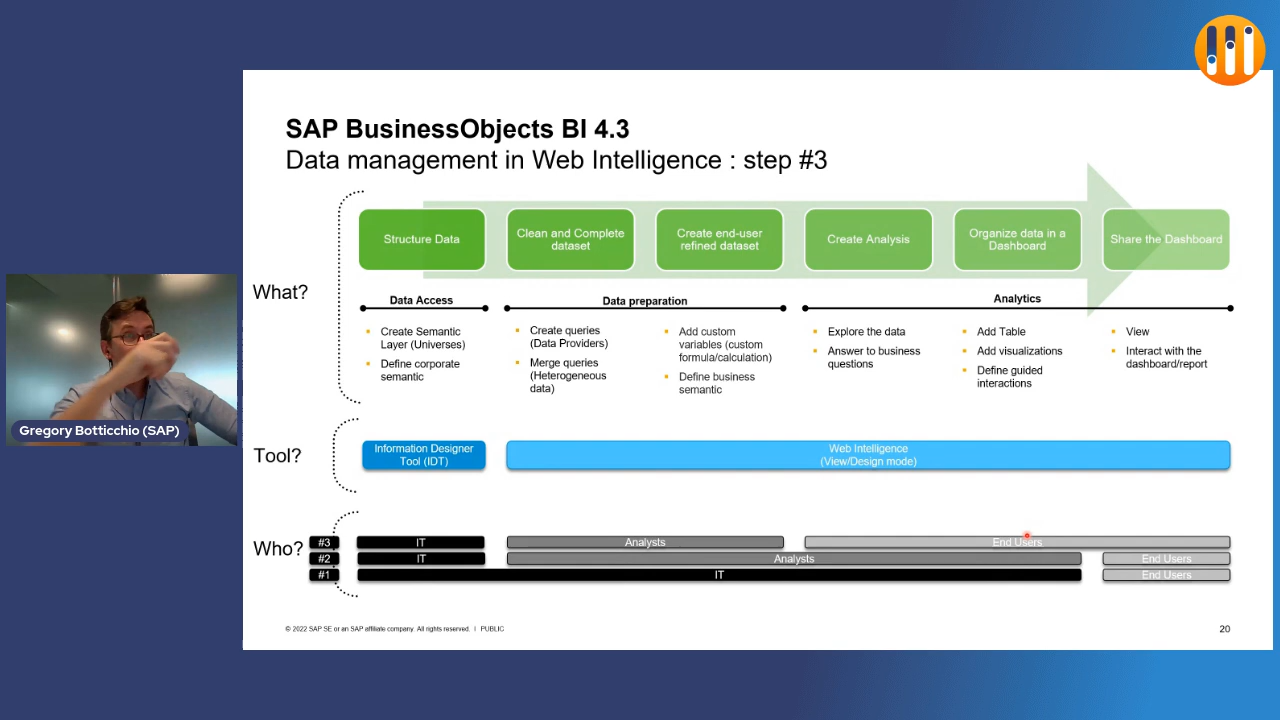 SAP BusinessObjects BI 4.3
Data management in Web Intelligence : step #3
What?
Structure Data
Clean and Complete
dataset
Create end-user
refined dataset
Create Analysis
Organize data in a
Dashboard
Share the Dashboard
Data Access
Data preparation
Analytics
Create Semantic
Layer (Universes)
Define corporate
semantic
Create queries
(Data Providers)
Merge queries
(Heterogeneous
data)
Add custom
variables (custom
formula/calculation)
Define business
semantic
Explore the data
Answer to business
questions
Add Table
Add visualizations
Define guided
interactions
View
Interact with the
dashboard/report
Gregory Botticchio (SAP)
Tool?
Information Designer
Tool (IDT)
Web Intelligence
(View/Design mode)
Who?
#3
IT
Analysts
End Users
#2
IT
Analysts
End Users
#1
IT
End Users
© 2022 SAP SE or an SAP affiliate company. All rights reserved. I PUBLIC
20